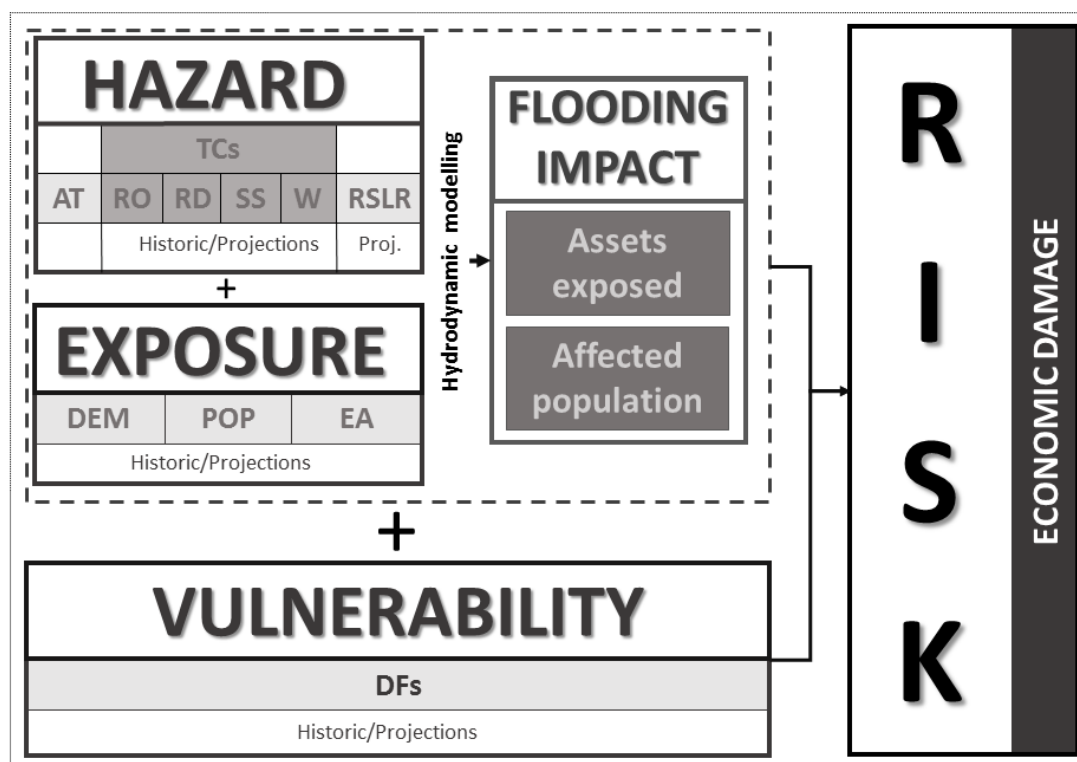 HAZARD
TCs
AT RO RD SS W RSLR
Historic/Projections Proj.
+
EXPOSURE
DEM POP EA
Historic/Projections
Hydrodynamic modelling
FLOODING
IMPACT
Assets
exposed
Affected
population
+
VULNERABILITY
DFs
Historic/Projections
R
I
S
K
ECONOMIC DAMAGE